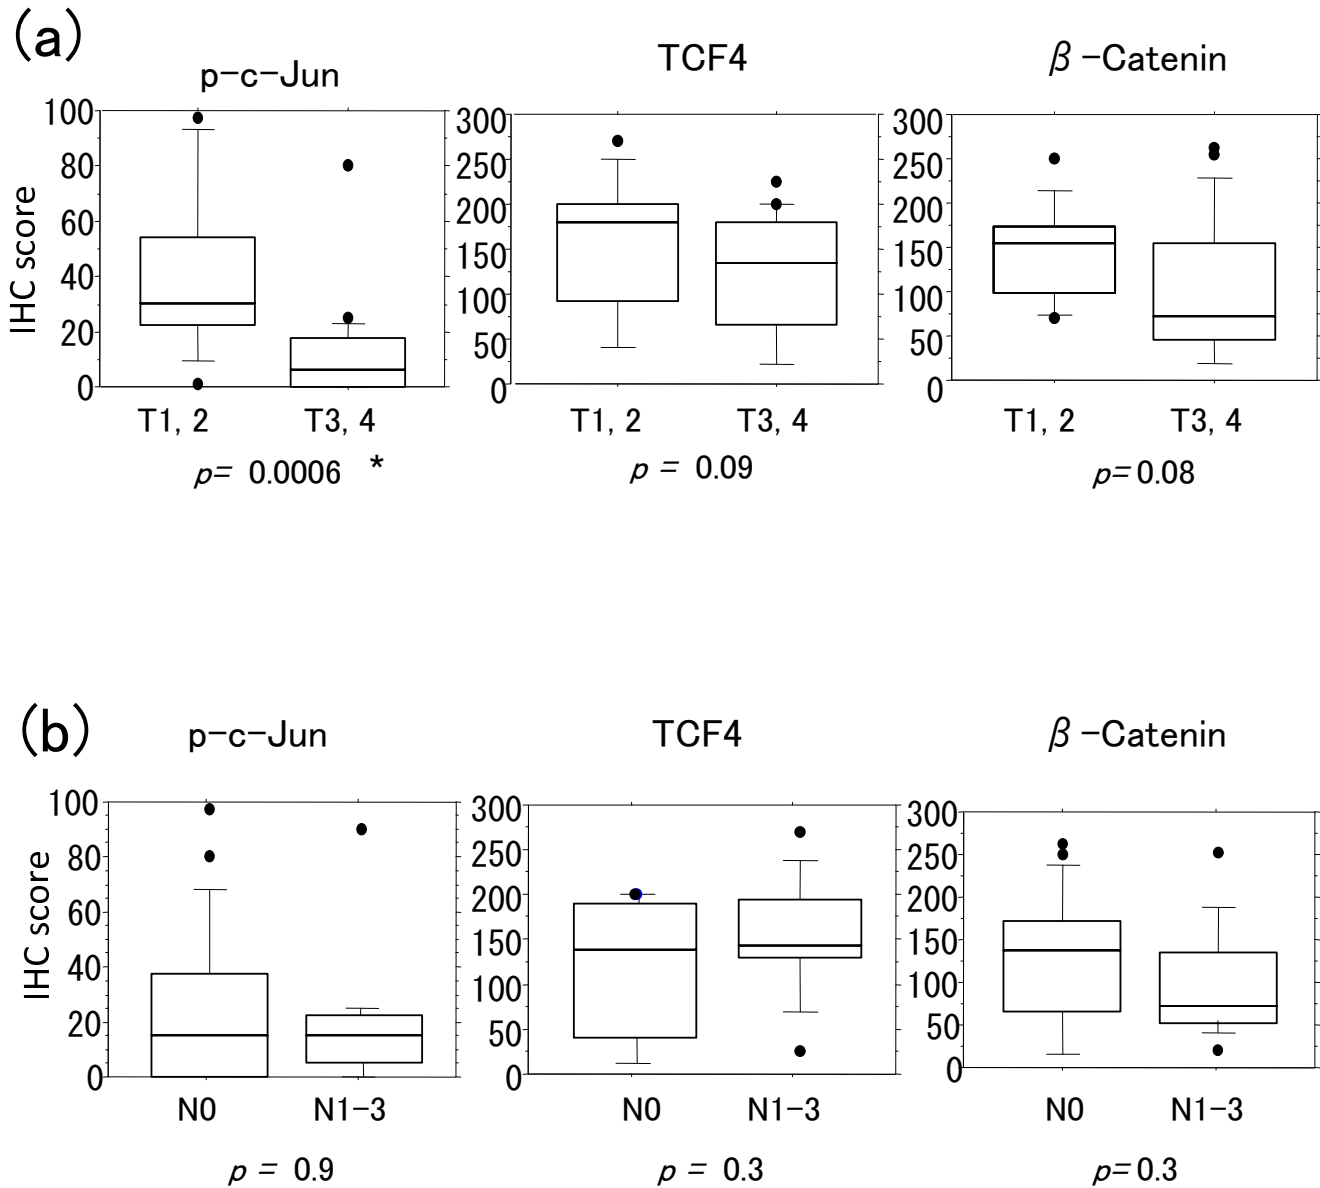 (a)
p-c-Jun
TCF4
β-Catenin
IHC score
100
80
60
40
20
0
300
250
200
150
100
50
0
300
250
200
150
100
50
0
T1, 2
T3, 4
T1, 2
T3, 4
T1, 2
T3, 4
p= 0.0006 *
p = 0.09
p=0.08
(b)
p-c-Jun
TCF4
β-Catenin
IHC score
100
80
60
40
20
0
300
250
200
150
100
50
0
300
250
200
150
100
50
0
N0
N1-3
N0
N1-3
N0
N1-3
p = 0.9
p = 0.3
p=0.3